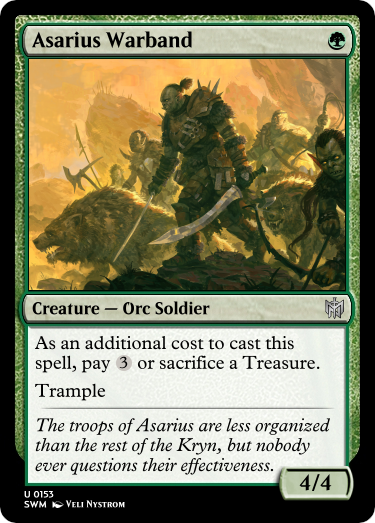 Asarius Warband
Creature — Orc Soldier
As an additional cost to cast this
spell, pay 3 or sacrifice a Treasure.
Trample
The troops of Asarius are less organized
than the rest of the Kryn, but nobody
ever questions their effectiveness.
4/4
U 0153
SWM Veli Nystrom